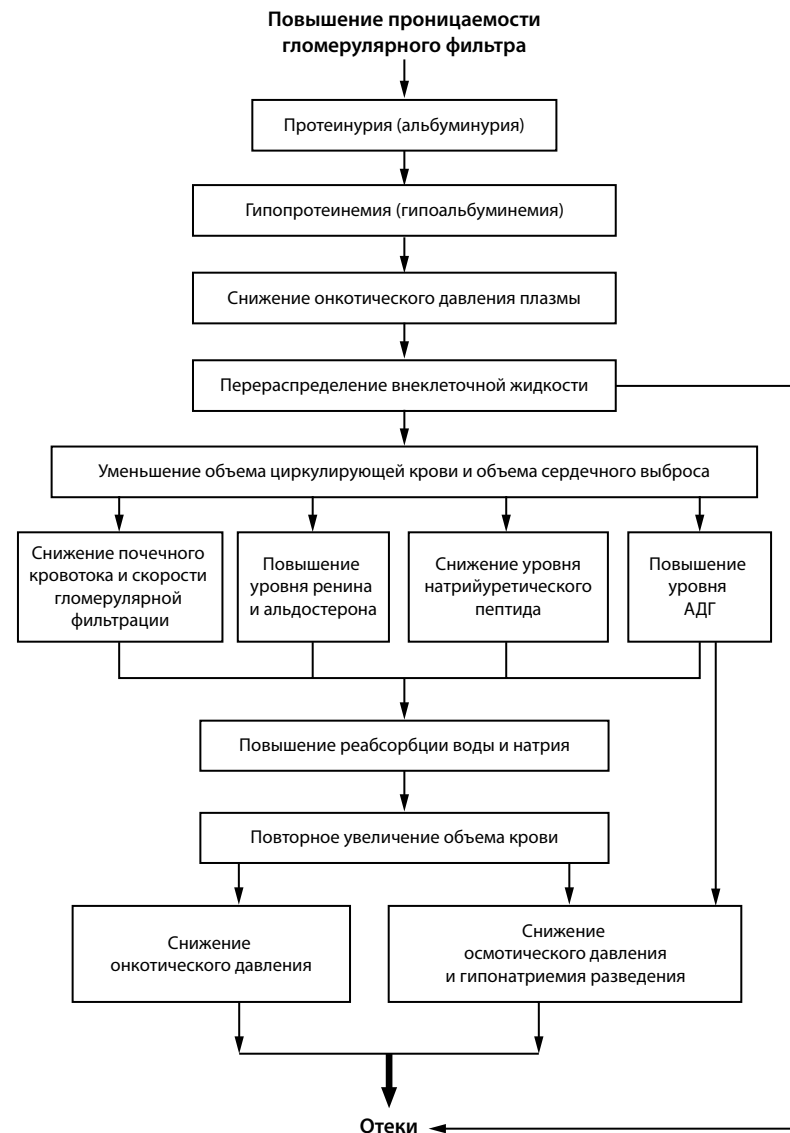 Повышение проницаемости
гломерулярного фильтра
Протеинурия (альбуминурия)
Гипопротеинемия (гипоальбуминемия)
Снижение онкотического давления плазмы
Перераспределение внеклеточной жидкости
Уменьшение объема циркулирующей крови и объема сердечного выброса
Снижение почечного
кровотока и скорости
гломерулярной
фильтрации
Повышение
уровня ренина
и альдостерона
Снижение уровня
натрийуретического
пептида
Повышение
уровня
АДГ
Повышение реабсорбции воды и натрия
Повторное увеличение объема крови
Снижение
онкотического давления
Снижение
осмотического давления
и гипонатриемия разведения
Отеки